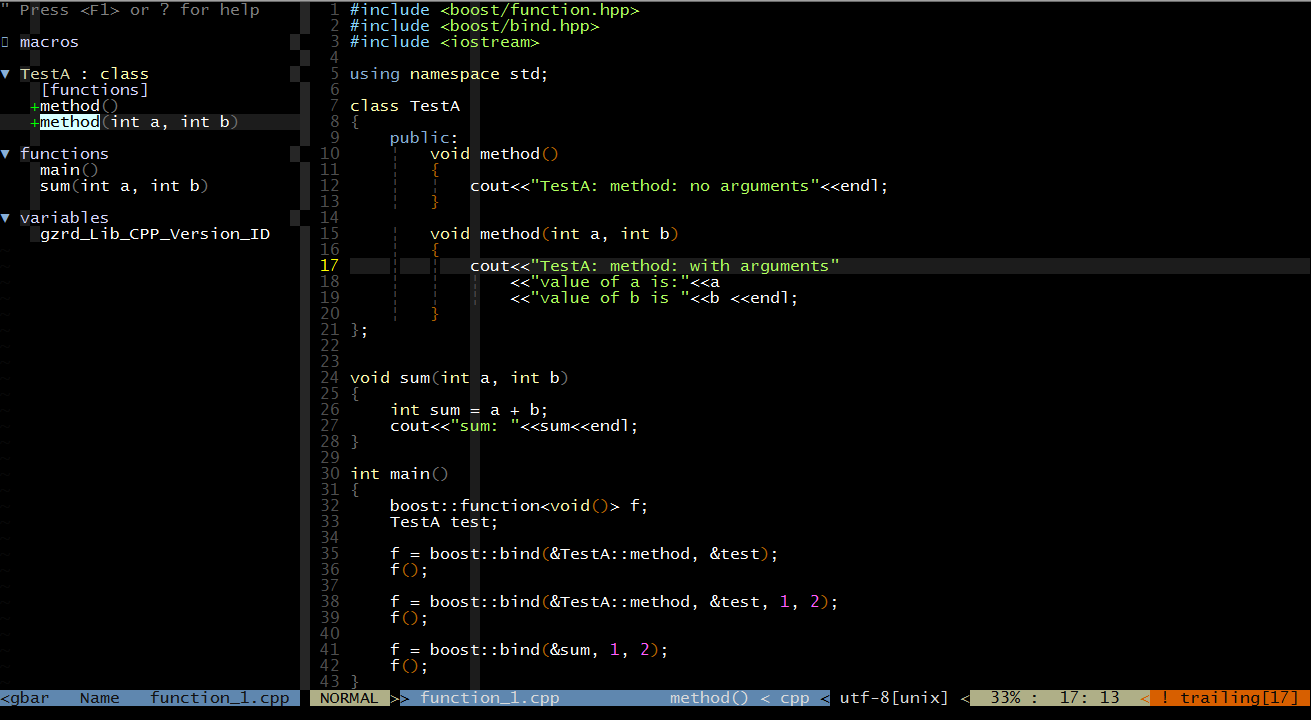 " Press <F1> or ? for help
macros
▼ TestA : class
[functions]
+method()
+method(int a, int b)
▼ functions
main()
sum(int a, int b)
▼ variables
gzrd_Lib_CPP_Version_ID
<gbar   Name   function_1.cpp
1 #include <boost/function.hpp>
2 #include <boost/bind.hpp>
3 #include <iostream>
4
5 using namespace std;
6
7 class TestA
8 {
9     public:
10         void method()
11         {
12             cout<<"TestA: method: no arguments"<<endl;
13         }
14
15         void method(int a, int b)
16         {
17             cout<<"TestA: method: with arguments"
18                 <<"value of a is:"<<a
19                 <<"value of b is "<<b <<endl;
20         }
21 };
22
23
24 void sum(int a, int b)
25 {
26     int sum = a + b;
27     cout<<"sum: "<<sum<<endl;
28 }
29
30 int main()
31 {
32     boost::function<void()> f;
33     TestA test;
34
35     f = boost::bind(&TestA::method, &test);
36     f();
37
38     f = boost::bind(&TestA::method, &test, 1, 2);
39     f();
40
41     f = boost::bind(&sum, 1, 2);
42     f();
43 }
NORMAL >> function_1.cpp   method() < cpp < utf-8[unix] < 33% : 17: 13 < ! trailing[17]